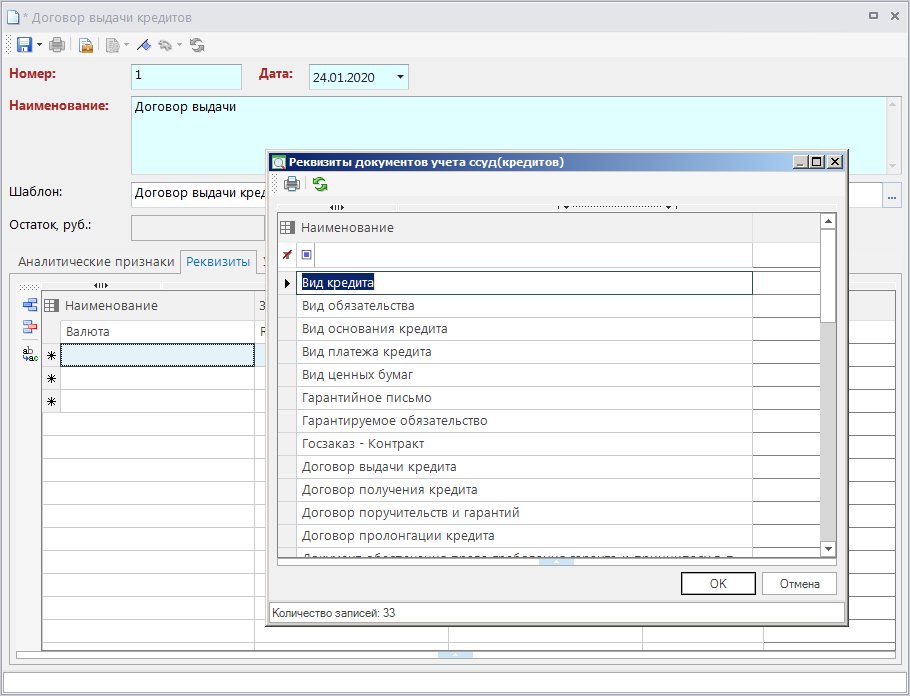 * Договор выдачи кредитов
Номер:
1
Дата:
24.01.2020
Наименование:
Договор выдачи
Шаблон:
Договор выдачи кред
...
Остаток, руб.:
Аналитические признаки
Реквизиты
Наименование
Валюта
ab
ac
Реквизиты документов учета ссуд(кредитов)
Наименование
Вид кредита
Вид обязательства
Вид основания кредита
Вид платежа кредита
Вид ценных бумаг
Гарантийное письмо
Гарантируемое обязательство
Госзаказ - Контракт
Договор выдачи кредита
Договор получения кредита
Договор поручительств и гарантий
Договор пролонгации кредита
OK
Отмена
Количество записей: 33